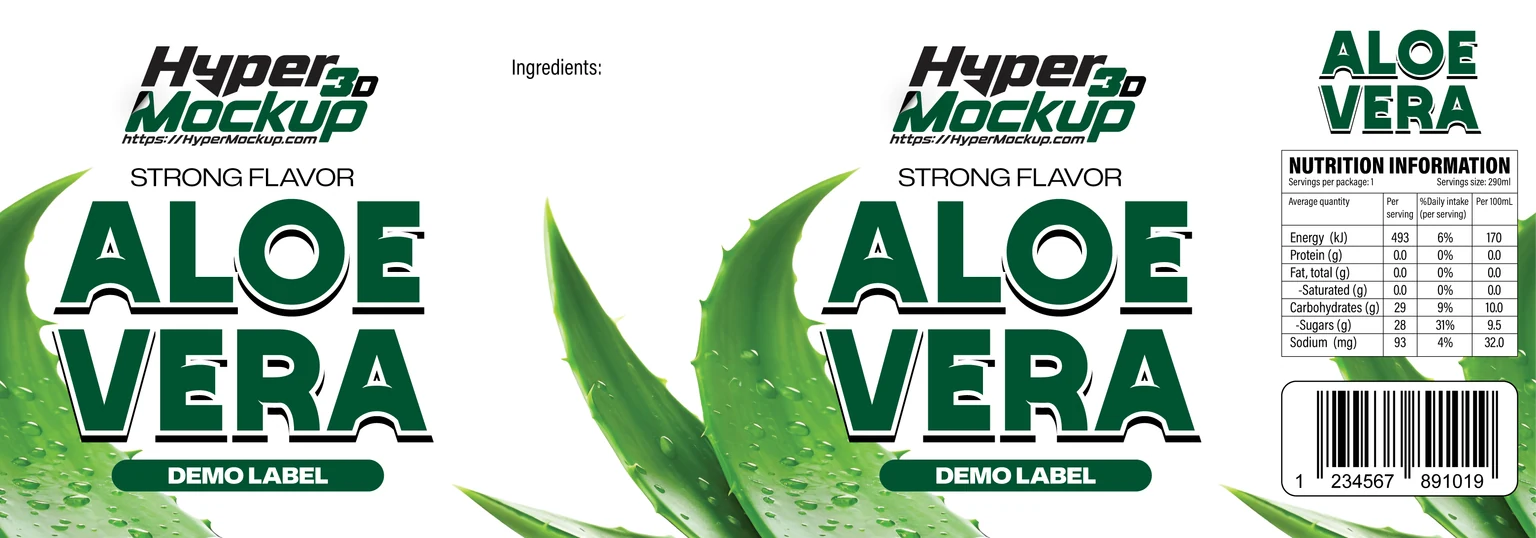 Hyper
3D
Mockup
https://HyperMockup.com
STRONG FLAVOR
ALOE
VERA
DEMO LABEL
Ingredients:
Hyper
3D
Mockup
https://HyperMockup.com
STRONG FLAVOR
ALOE
VERA
DEMO LABEL
ALOE
VERA
NUTRITION INFORMATION
Servings per package: 1 Servings size: 290ml
Average quantity Per serving %Daily intake (per serving) Per 100mL
Energy (kJ) 493 6% 170
Protein (g) 0.0 0% 0.0
Fat, total (g) 0.0 0% 0.0
-Saturated (g) 0.0 0% 0.0
Carbohydrates (g) 29 9% 10.0
-Sugars (g) 28 31% 9.5
Sodium (mg) 93 4% 32.0
1 234567 891019